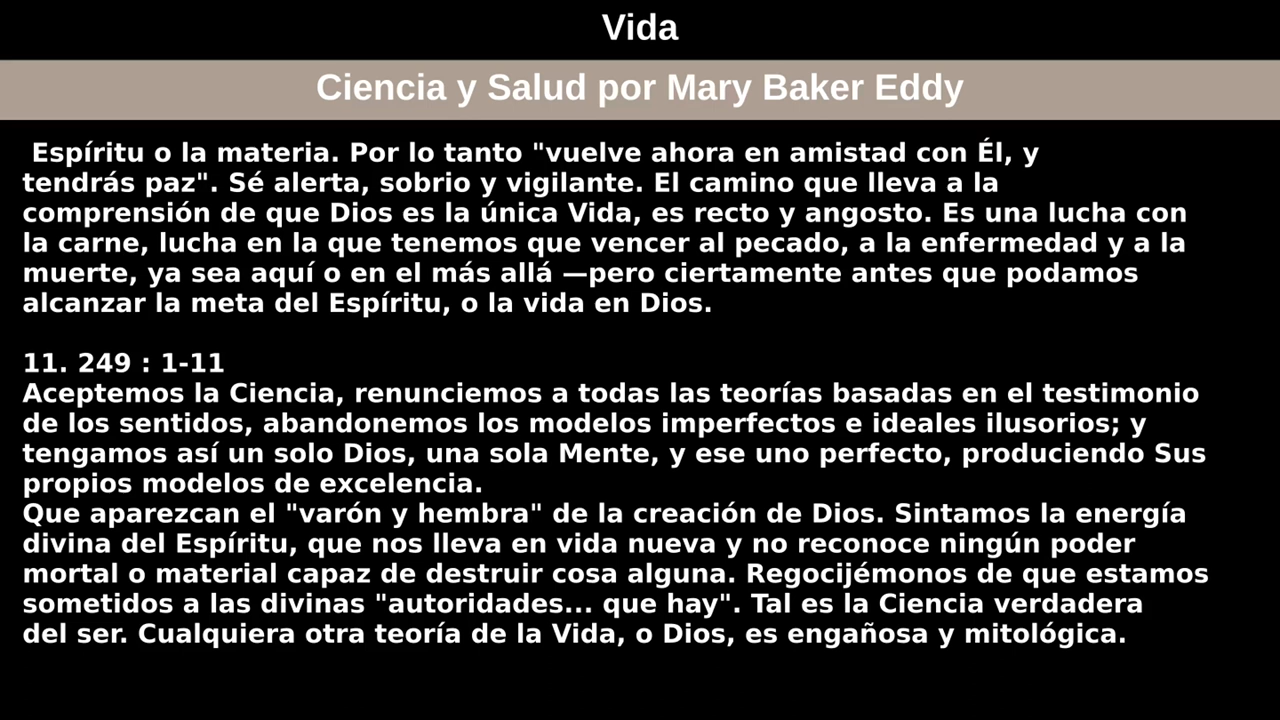 Vida
Ciencia y Salud por Mary Baker Eddy
Espíritu o la materia. Por lo tanto "vuelve ahora en amistad con Él, y
tendrás paz". Sé alerta, sobrio y vigilante. El camino que lleva a la
comprensión de que Dios es la única Vida, es recto y angosto. Es una lucha con
la carne, lucha en la que tenemos que vencer al pecado, a la enfermedad y a la
muerte, ya sea aquí o en el más allá —pero ciertamente antes que podamos
alcanzar la meta del Espíritu, o la vida en Dios.
11. 249 : 1-11
Aceptemos la Ciencia, renunciemos a todas las teorías basadas en el testimonio
de los sentidos, abandonemos los modelos imperfectos e ideales ilusorios; y
tengamos así un solo Dios, una sola Mente, y ese uno perfecto, produciendo Sus
propios modelos de excelencia.
Que aparezcan el "varón y hembra" de la creación de Dios. Sintamos la energía
divina del Espíritu, que nos lleva en vida nueva y no reconoce ningún poder
mortal o material capaz de destruir cosa alguna. Regocijémonos de que estamos
sometidos a las divinas "autoridades... que hay". Tal es la Ciencia verdadera
del ser. Cualquiera otra teoría de la Vida, o Dios, es engañosa y mitológica.